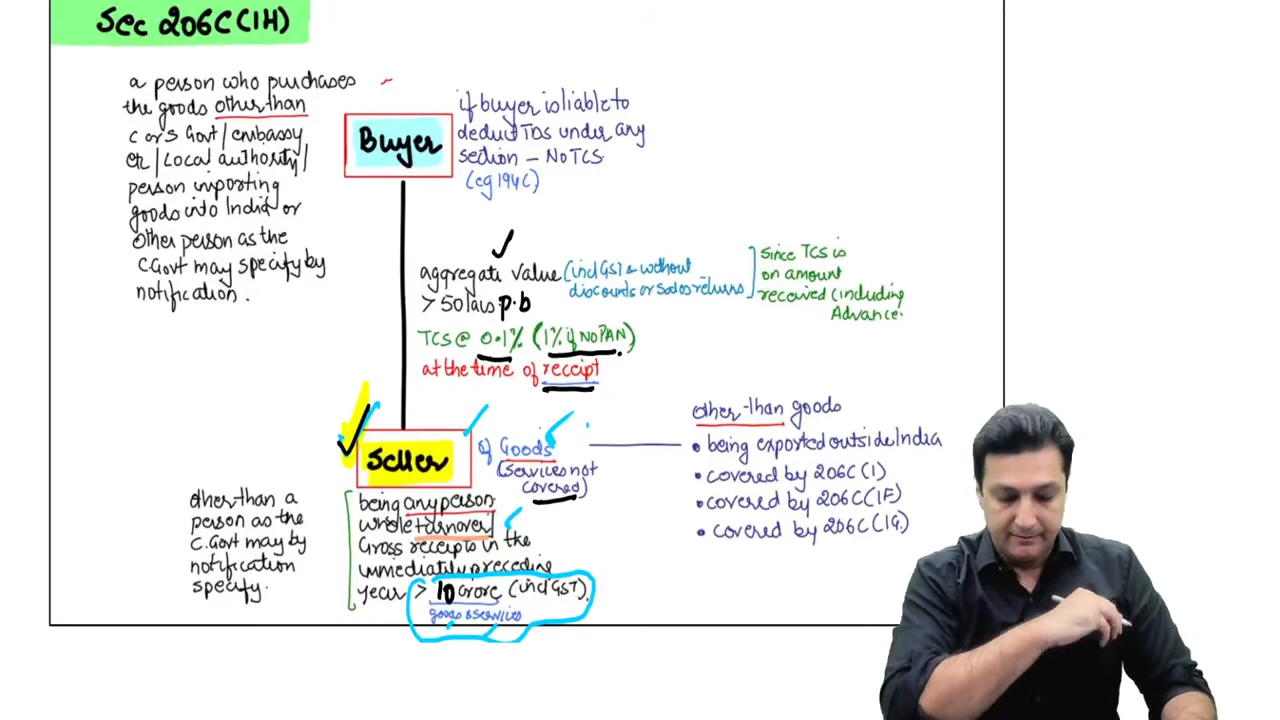 Sec 206C(1H)
a person who purchases
the goods other than
C or S Govt / embassy
or / Local authority /
person importing
goods into India or
other person as the
C.Govt may specify by
notification.
Buyer
if buyer is liable to
deduct TDS under any
section - No TCS
(eg 194C)
aggregate value (incl GST & without
discounts or Sales returns
> 50 lacs p.b
Since TCS is
on amount
received (including
Advance.
TCS @ 0.1% (1% if No PAN)
at the time of receipt
Seller
of Goods
(Services not
covered)
other than goods
• being exported outside India
• covered by 206C(1)
• covered by 206C(1F)
• covered by 206C(1G)
other than a
person as the
C.Govt may by
notification
specify.
being any person
whole turnover/
Gross receipts in the
immediately preceding
year > 10 crore (incl GST).
goods & services